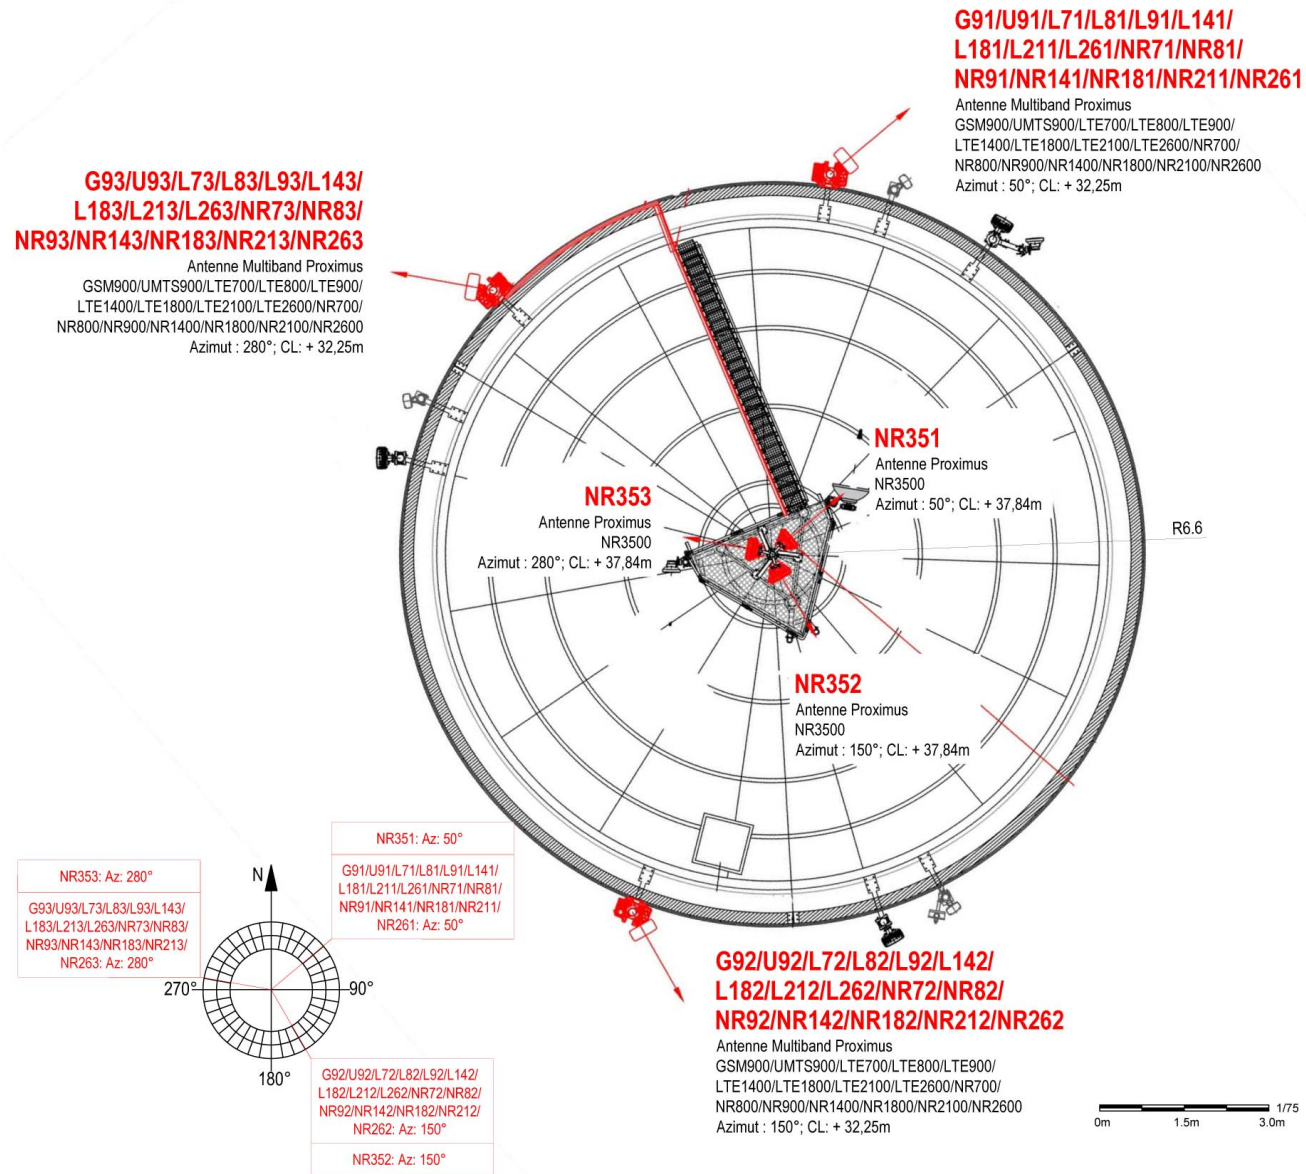 G91/U91/L71/L81/L91/L141/
L181/L211/L261/NR71/NR81/
NR91/NR141/NR181/NR211/NR261
Antenne Multiband Proximus
GSM900/UMTS900/LTE700/LTE800/LTE900/
LTE1400/LTE1800/LTE2100/LTE2600/NR700/
NR800/NR900/NR1400/NR1800/NR2100/NR2600
Azimut : 50°; CL: + 32,25m
G93/U93/L73/L83/L93/L143/
L183/L213/L263/NR73/NR83/
NR93/NR143/NR183/NR213/NR263
Antenne Multiband Proximus
GSM900/UMTS900/LTE700/LTE800/LTE900/
LTE1400/LTE1800/LTE2100/LTE2600/NR700/
NR800/NR900/NR1400/NR1800/NR2100/NR2600
Azimut : 280°; CL: + 32,25m
NR351
Antenne Proximus
NR3500
Azimut : 50°; CL: + 37,84m
NR353
Antenne Proximus
NR3500
Azimut : 280°; CL: + 37,84m
R6.6
NR352
Antenne Proximus
NR3500
Azimut : 150°; CL: + 37,84m
NR351: Az: 50°
G91/U91/L71/L81/L91/L141/
L181/L211/L261/NR71/NR81/
NR91/NR141/NR181/NR211/
NR261: Az: 50°
NR353: Az: 280°
G93/U93/L73/L83/L93/L143/
L183/L213/L263/NR73/NR83/
NR93/NR143/NR183/NR213/
NR263: Az: 280°
N
270°
90°
180°
G92/U92/L72/L82/L92/L142/
L182/L212/L262/NR72/NR82/
NR92/NR142/NR182/NR212/
NR262: Az: 150°
NR352: Az: 150°
G92/U92/L72/L82/L92/L142/
L182/L212/L262/NR72/NR82/
NR92/NR142/NR182/NR212/NR262
Antenne Multiband Proximus
GSM900/UMTS900/LTE700/LTE800/LTE900/
LTE1400/LTE1800/LTE2100/LTE2600/NR700/
NR800/NR900/NR1400/NR1800/NR2100/NR2600
Azimut : 150°; CL: + 32,25m
1/75
0m 1.5m 3.0m